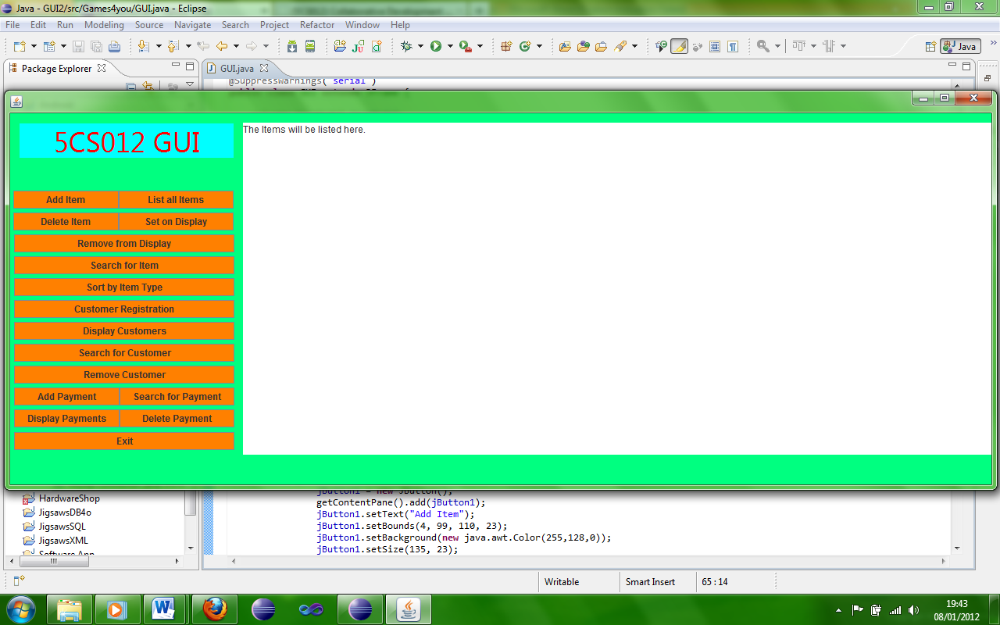 Java - GUI2/src/Games4you/GUI.java - Eclipse
File Edit Run Modeling Source Navigate Search Project Refactor Window Help
Java
Package Explorer
GUI.java
@SuppressWarnings("serial")
5CS012 GUI
The Items will be listed here.
Add Item List all Items
Delete Item Set on Display
Remove from Display
Search for Item
Sort by Item Type
Customer Registration
Display Customers
Search for Customer
Remove Customer
Add Payment Search for Payment
Display Payments Delete Payment
Exit
HardwareShop
JigsawsDB4o
JigsawsSQL
JigsawsXML
Software App
jButton1 = new JButton();
getContentPane().add(jButton1);
jButton1.setText("Add Item");
jButton1.setBounds(4, 99, 110, 23);
jButton1.setBackground(new java.awt.Color(255,128,0));
jButton1.setSize(135, 23);
Writable Smart Insert 65 : 14
19:43
08/01/2012